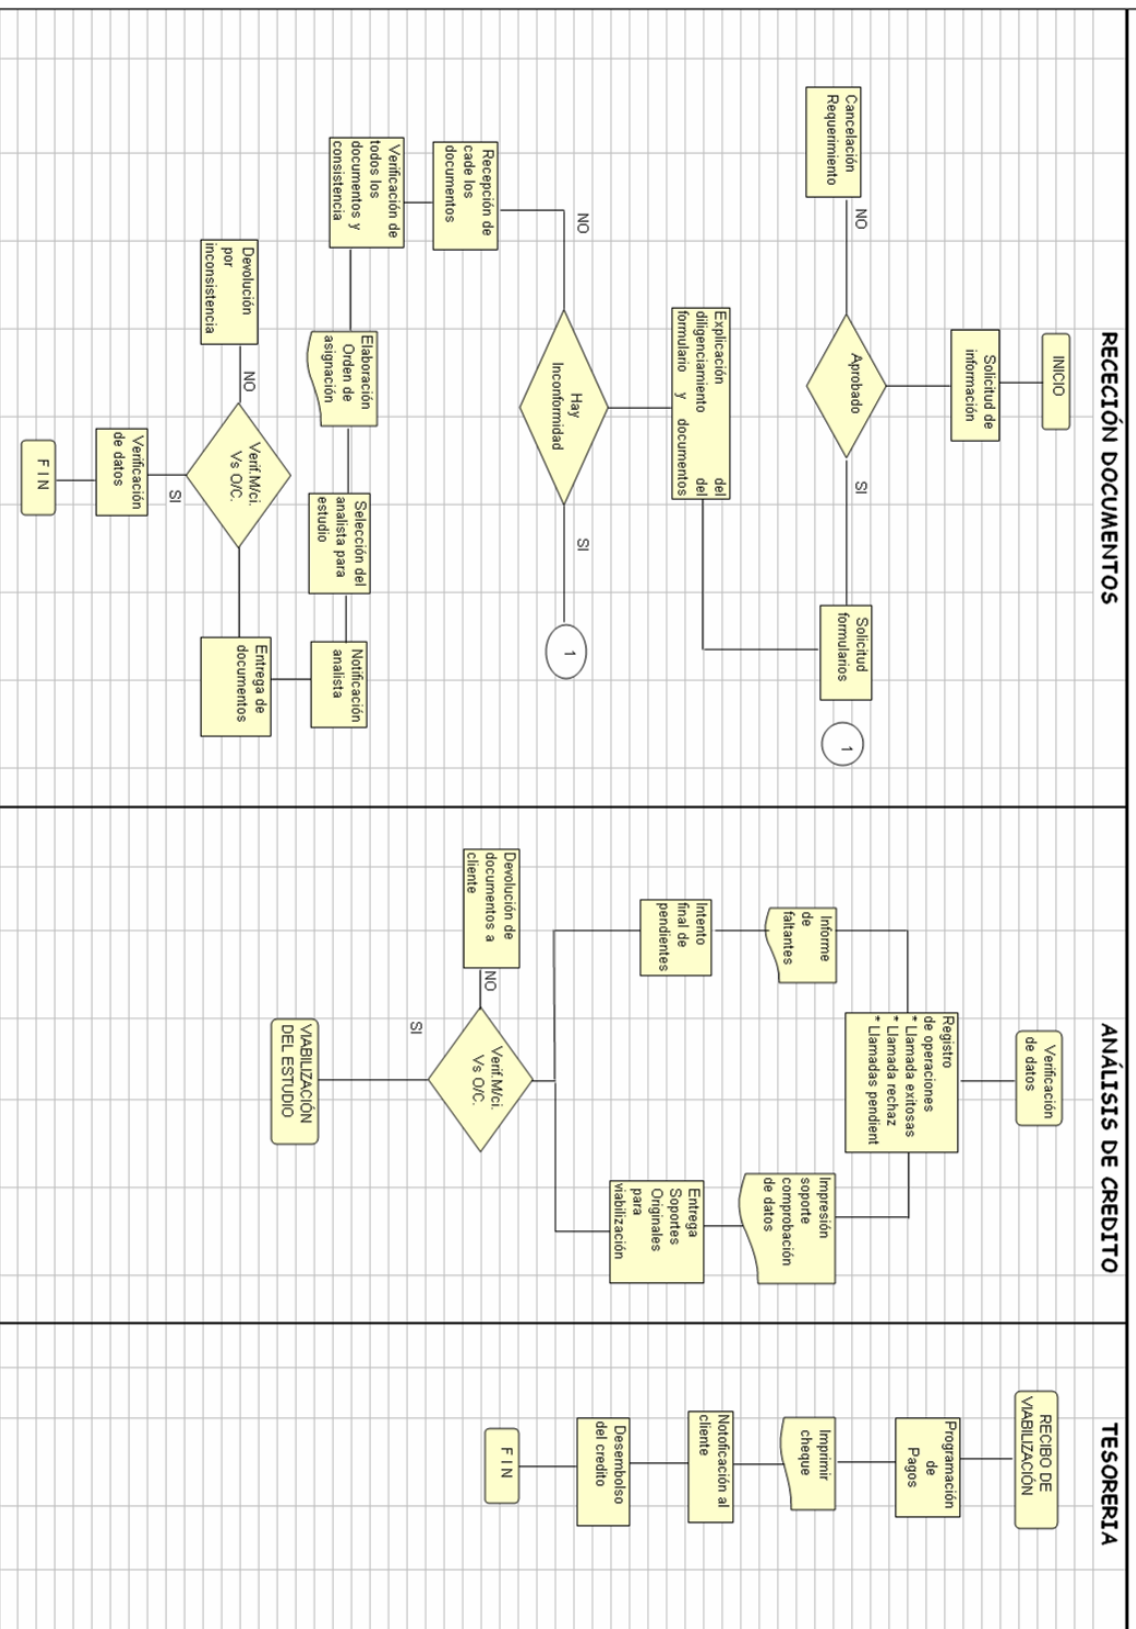 RECECIÓN DOCUMENTOS
INICIO
Solicitud de
información
Aprobado
NO
SI
Cancelación
Requerimiento
Solicitud
formularios
1
Explicación del
diligenciamiento del
formulario y documentos
Hay
Inconformidad
NO
SI
1
Recepción de
cade los
documentos
Verificación de
todos los
documentos y
consistencia
Elaboración
Orden de
asignación
Selección del
analista para
estudio
Notificación
analista
Entrega de
documentos
Verif.M/ci.
Vs O/C.
NO
SI
Devolución
por
inconsistencia
Verificación
de datos
F I N
ANÁLISIS DE CREDITO
Verificación
de datos
Registro
de operaciones
* Llamada exitosas
* Llamada rechaz
* Llamadas pendient
Informe
de
faltantes
Impresión
soporte
comprobación
de datos
Intento
final de
pendientes
Entrega
Soportes
Originales
para
viabilización
Verif.M/ci.
Vs O/C.
NO
SI
Devolución de
documentos a
cliente
VIABILIZACIÓN
DEL ESTUDIO
TESORERIA
RECIBO DE
VIABILIZACIÓN
Programación
de
Pagos
Imprimir
cheque
Notoficación al
cliente
Desembolso
del credito
F I N